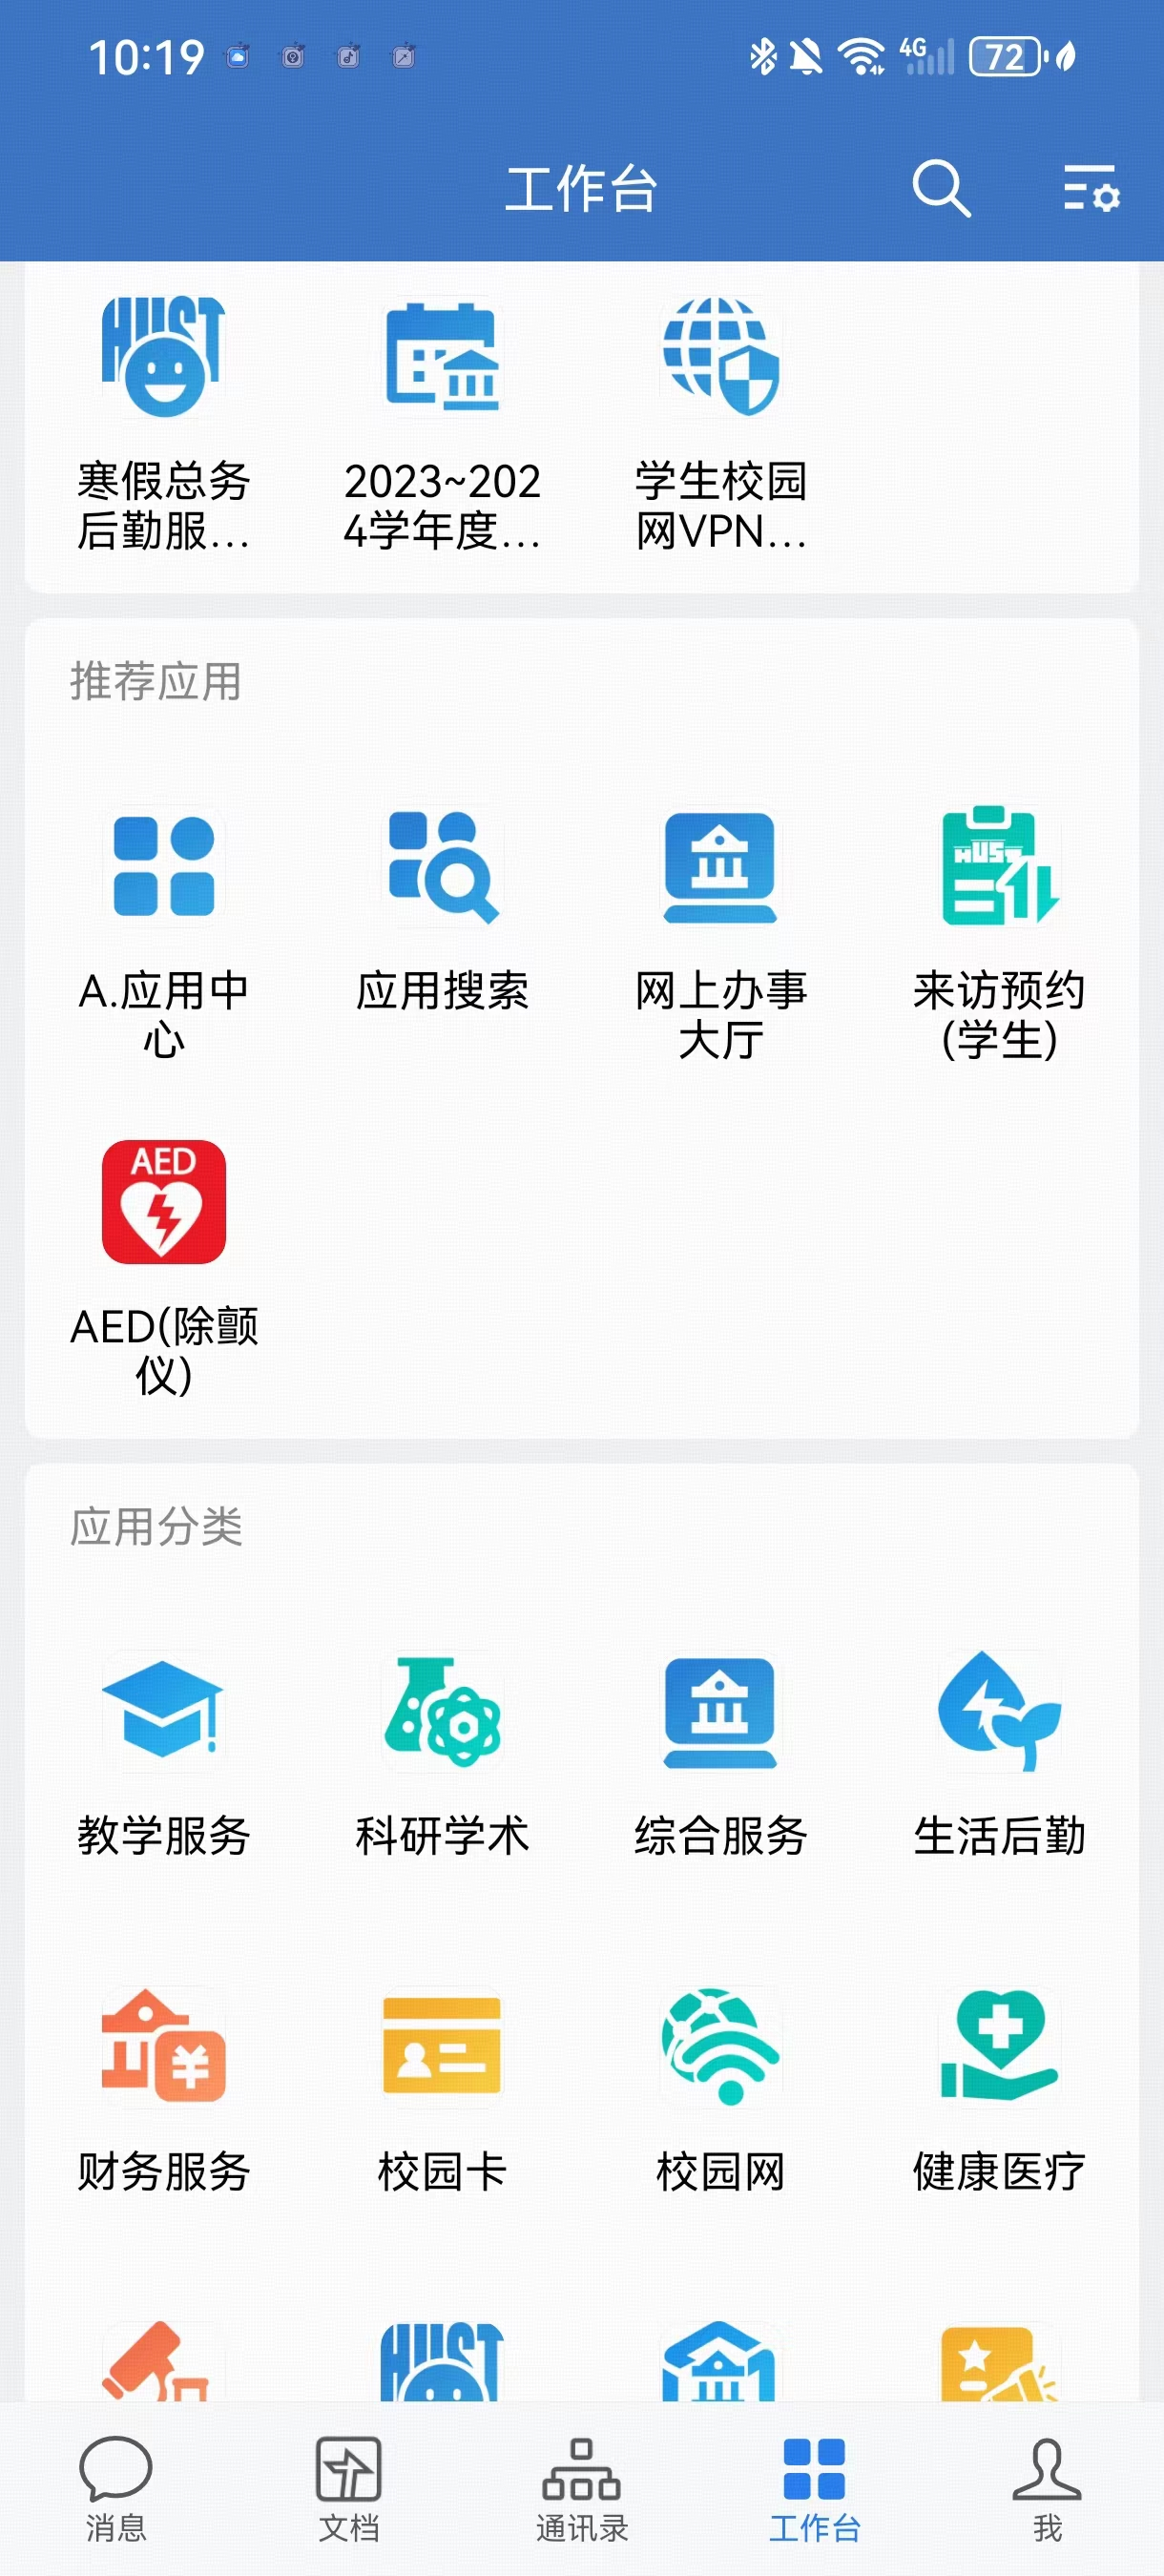 10:19
4G
72
工作台
HUST
寒假总务
后勤服...
2023~202
4学年度...
学生校园
网VPN...
推荐应用
HUST
A.应用中
心
应用搜索
网上办事
大厅
来访预约
(学生)
AED
AED(除颤
仪)
应用分类
教学服务
科研学术
综合服务
生活后勤
¥
财务服务
校园卡
校园网
健康医疗
HUST
消息
文档
通讯录
工作台
我